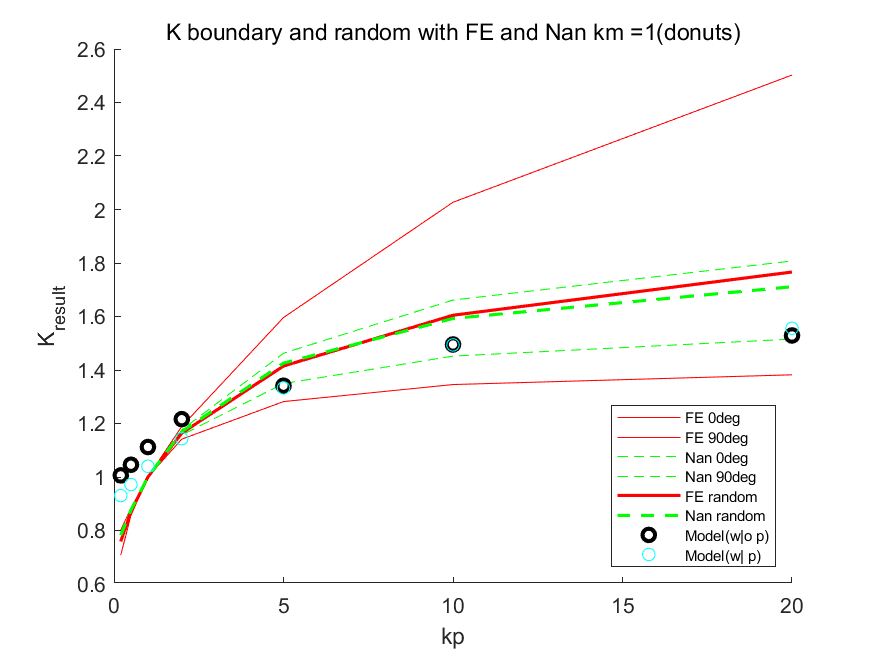 K boundary and random with FE and Nan km =1(donuts)
2.6
2.4
2.2
2
1.8
1.6
1.4
1.2
1
0.8
0.6
K_result
0 5 10 15 20
kp
FE 0deg
FE 90deg
Nan 0deg
Nan 90deg
FE random
Nan random
Model(w|o p)
Model(w| p)